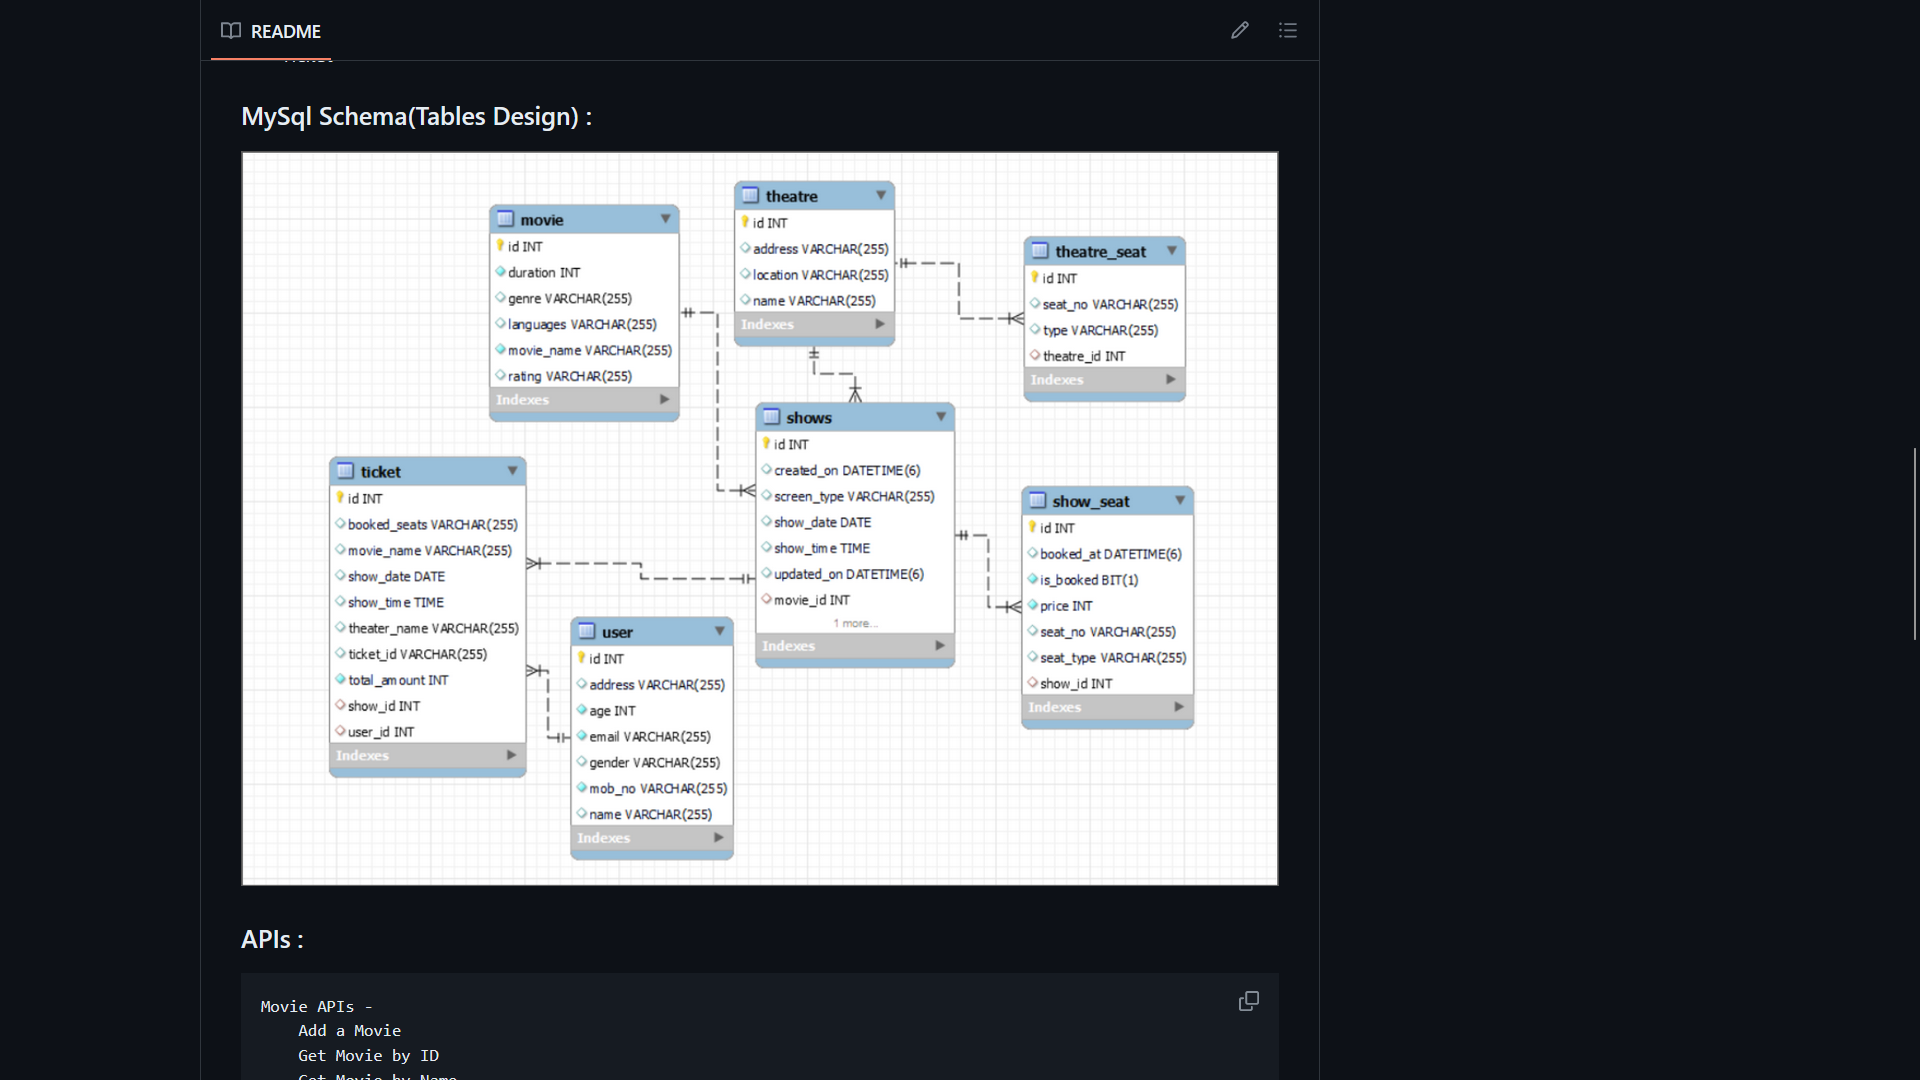 README
MySql Schema(Tables Design) :
movie
id INT
duration INT
genre VARCHAR(255)
languages VARCHAR(255)
movie_name VARCHAR(255)
rating VARCHAR(255)
Indexes
theatre
id INT
address VARCHAR(255)
location VARCHAR(255)
name VARCHAR(255)
Indexes
theatre_seat
id INT
seat_no VARCHAR(255)
type VARCHAR(255)
theatre_id INT
Indexes
ticket
id INT
booked_seats VARCHAR(255)
movie_name VARCHAR(255)
show_date DATE
show_time TIME
theater_name VARCHAR(255)
ticket_id VARCHAR(255)
total_amount INT
show_id INT
user_id INT
Indexes
shows
id INT
created_on DATETIME(6)
screen_type VARCHAR(255)
show_date DATE
show_time TIME
updated_on DATETIME(6)
movie_id INT
1 more...
Indexes
show_seat
id INT
booked_at DATETIME(6)
is_booked BIT(1)
price INT
seat_no VARCHAR(255)
seat_type VARCHAR(255)
show_id INT
Indexes
user
id INT
address VARCHAR(255)
age INT
email VARCHAR(255)
gender VARCHAR(255)
mob_no VARCHAR(255)
name VARCHAR(255)
Indexes
APIs :
Movie APIs -
Add a Movie
Get Movie by ID
Get Movie by Name